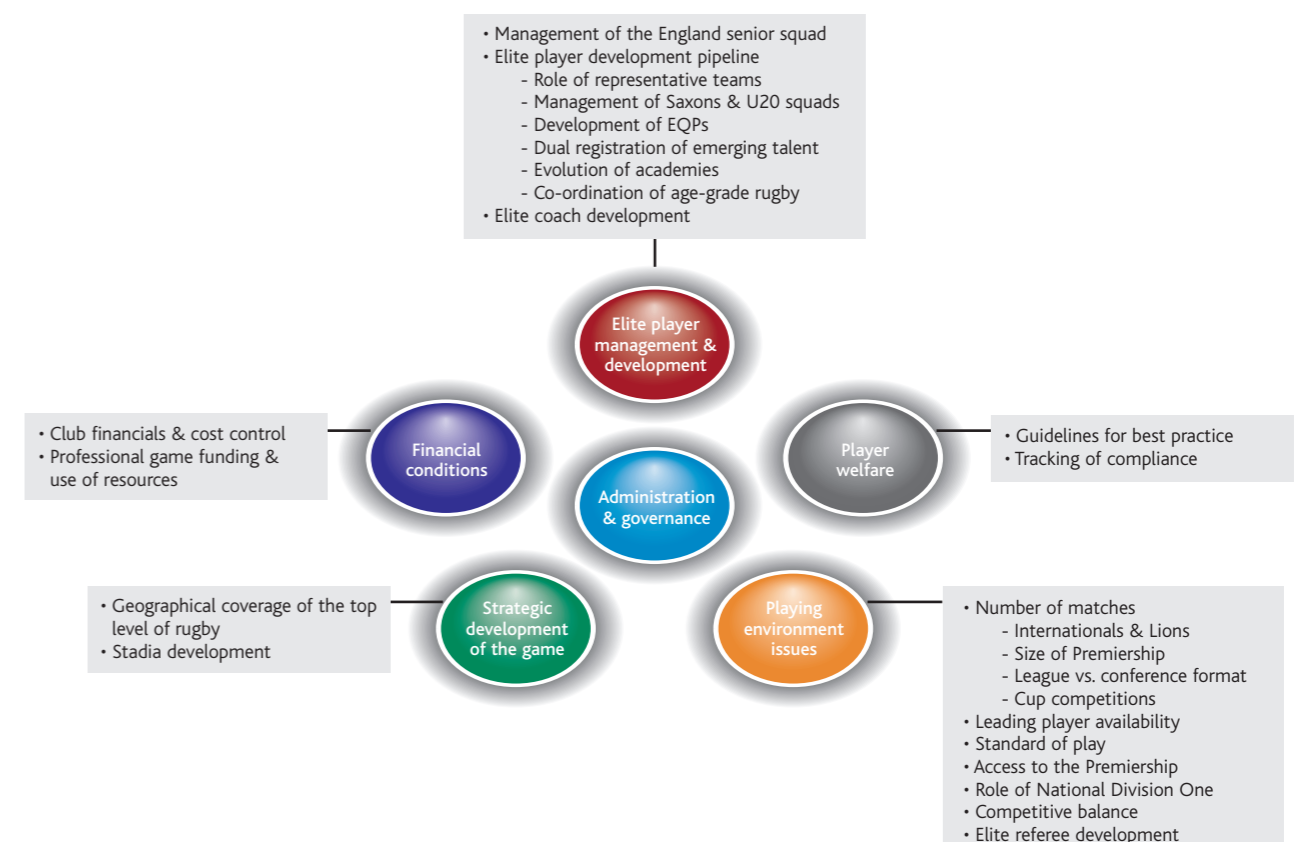 • Management of the England senior squad
• Elite player development pipeline
- Role of representative teams
- Management of Saxons & U20 squads
- Development of EQPs
- Dual registration of emerging talent
- Evolution of academies
- Co-ordination of age-grade rugby
• Elite coach development
Elite player
management &
development
• Club financials & cost control
• Professional game funding &
use of resources
Financial
conditions
Player
welfare
• Guidelines for best practice
• Tracking of compliance
Administration
& governance
• Geographical coverage of the top
level of rugby
• Stadia development
Strategic
development
of the game
Playing
environment
issues
• Number of matches
- Internationals & Lions
- Size of Premiership
- League vs. conference format
- Cup competitions
• Leading player availability
• Standard of play
• Access to the Premiership
• Role of National Division One
• Competitive balance
• Elite referee development